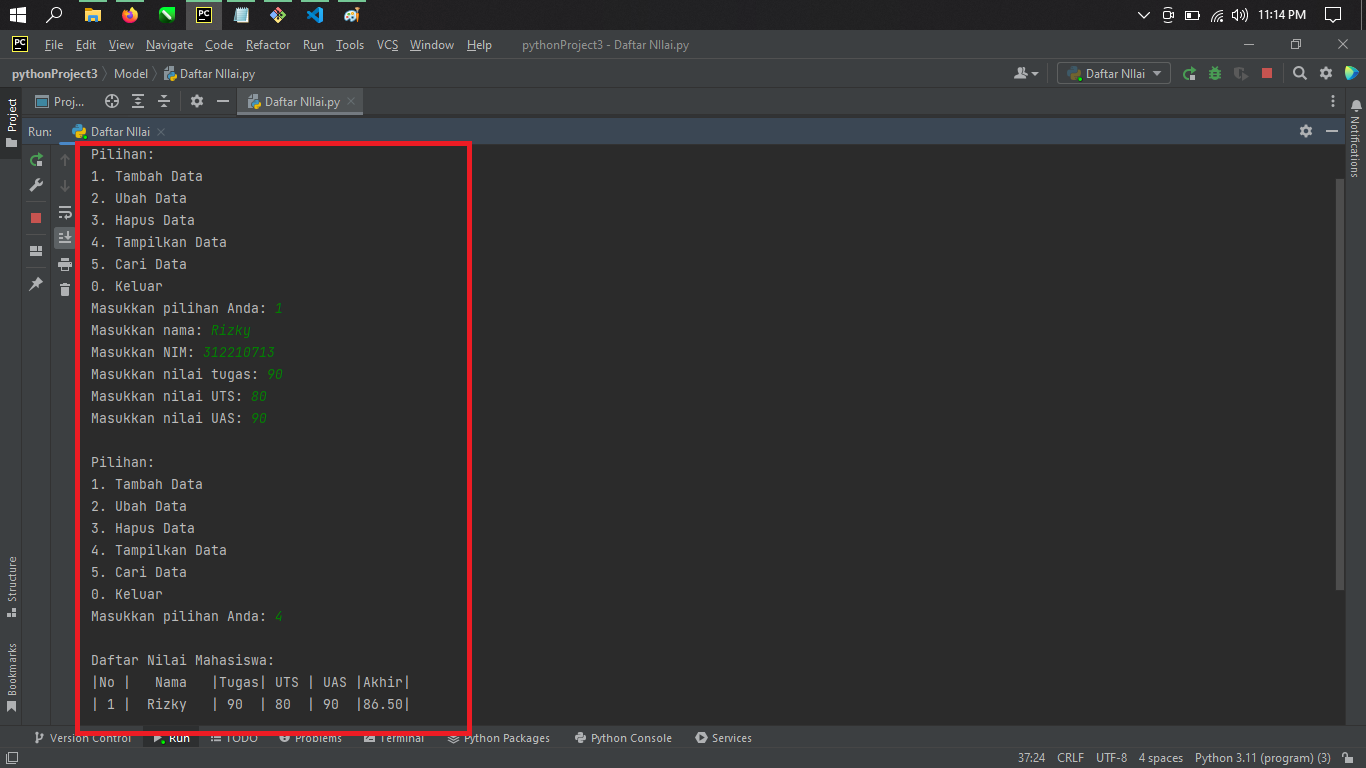 11:14 PM
PC File Edit View Navigate Code Refactor Run Tools VCS Window Help pythonProject3 - Daftar NIlai.py
pythonProject3 Model Daftar NIlai.py Daftar NIlai
Project Proj... Daftar NIlai.py
Notifications
Run: Daftar NIlai
Pilihan:
1. Tambah Data
2. Ubah Data
3. Hapus Data
4. Tampilkan Data
5. Cari Data
0. Keluar
Masukkan pilihan Anda: 1
Masukkan nama: Rizky
Masukkan NIM: 312210713
Masukkan nilai tugas: 90
Masukkan nilai UTS: 80
Masukkan nilai UAS: 90
Pilihan:
1. Tambah Data
2. Ubah Data
3. Hapus Data
4. Tampilkan Data
5. Cari Data
0. Keluar
Masukkan pilihan Anda: 4
Daftar Nilai Mahasiswa:
|No |   Nama   |Tugas| UTS | UAS |Akhir|
| 1 |  Rizky   | 90  | 80  | 90  |86.50|
Structure
Bookmarks
Version Control Run TODO Problems Terminal Python Packages Python Console Services
37:24 CRLF UTF-8 4 spaces Python 3.11 (program) (3)